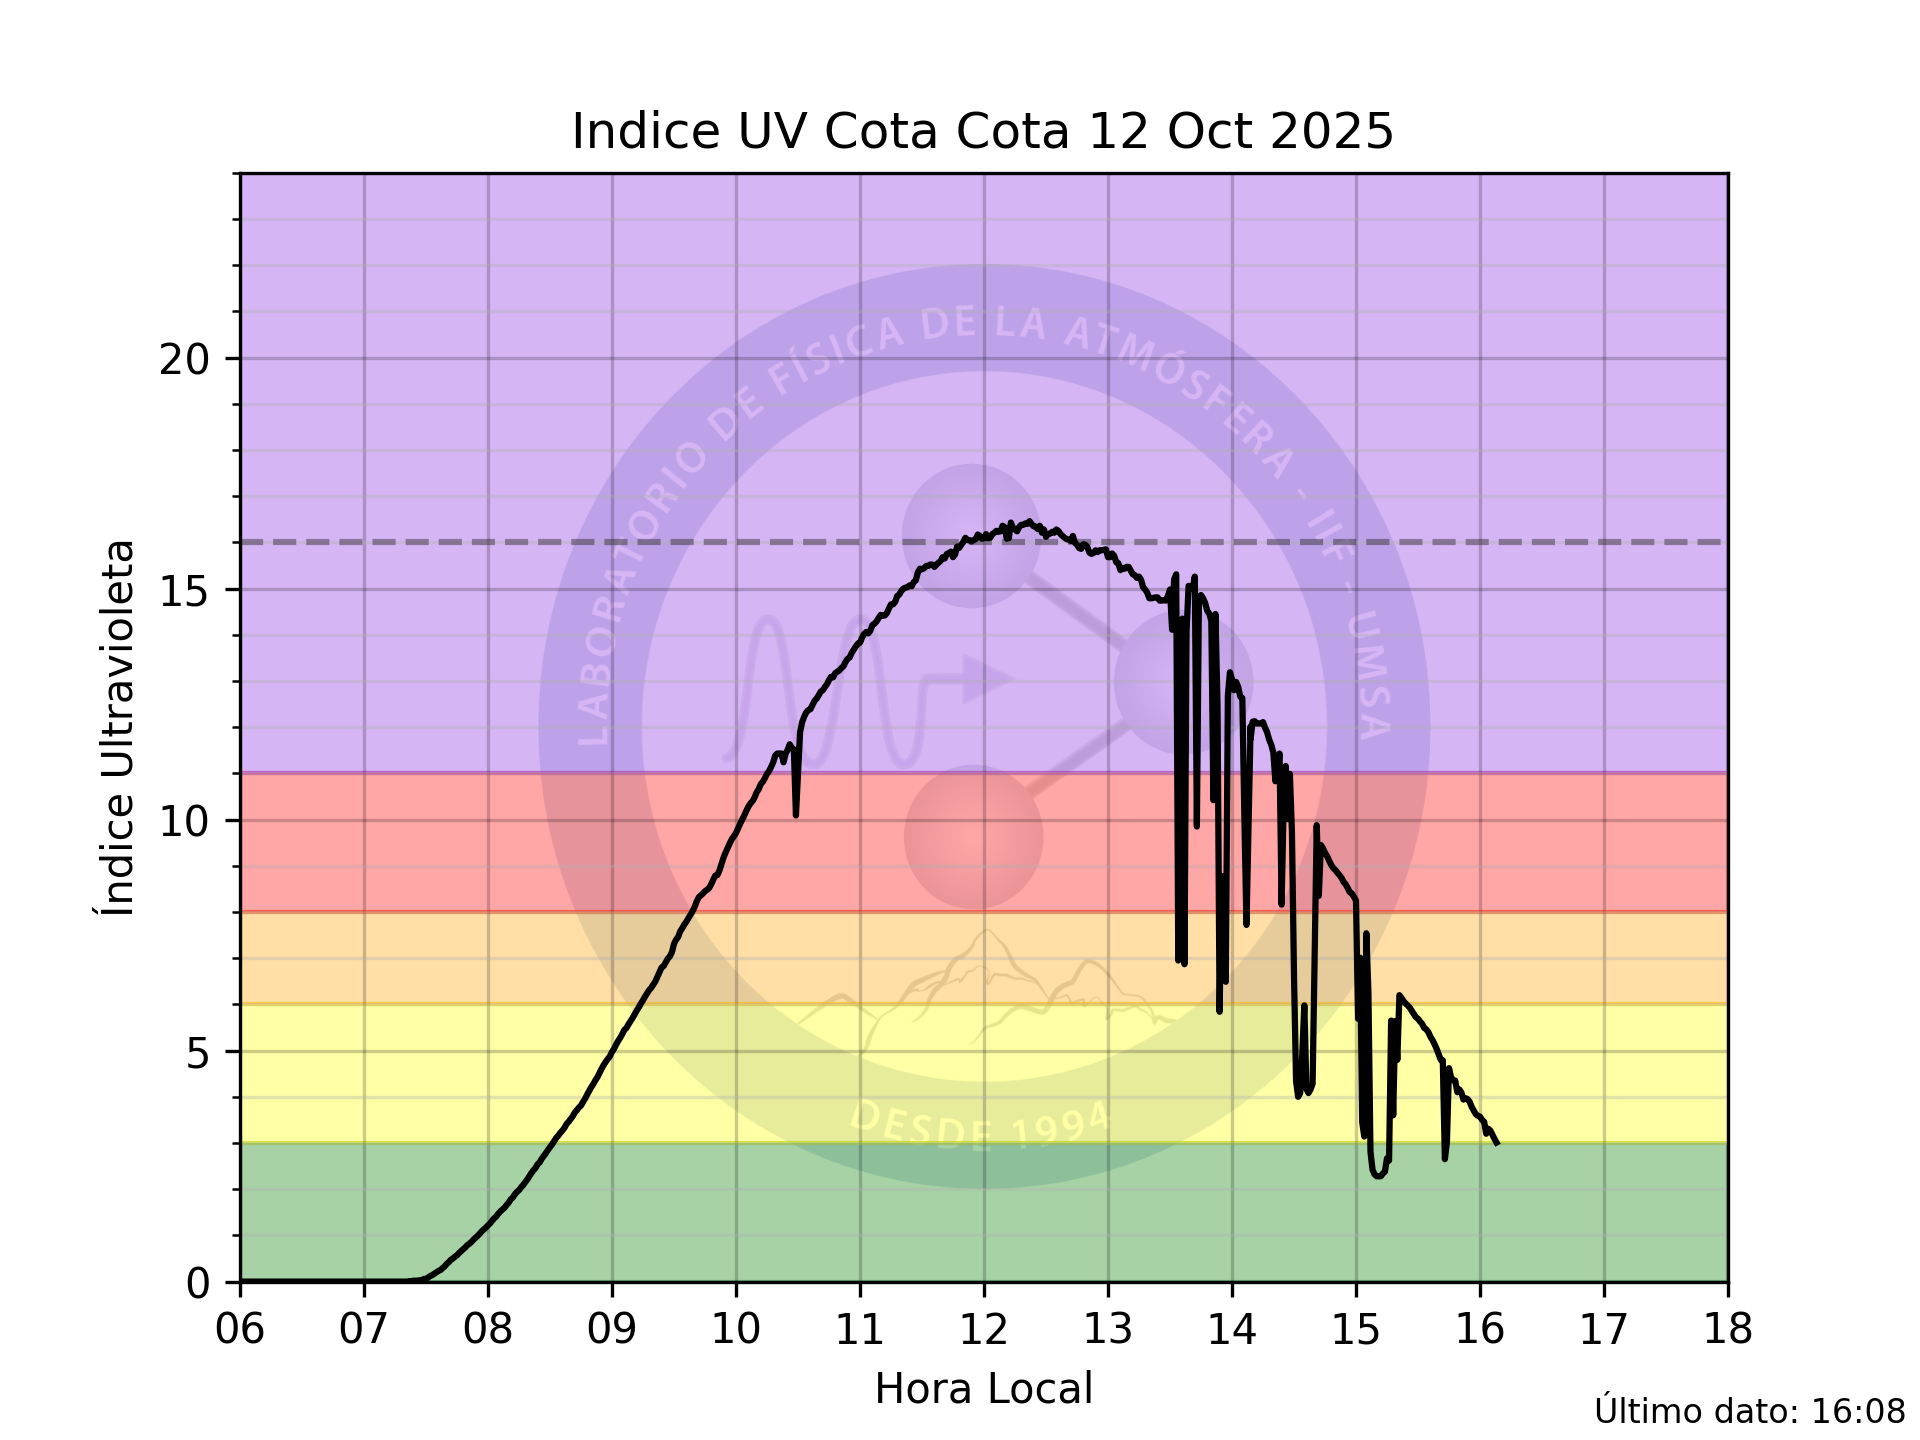 Indice UV Cota Cota 12 Oct 2025
Índice Ultravioleta
20
15
10
5
0
LABORATORIO DE FÍSICA DE LA ATMÓSFERA - IIF - UMSA
DESDE 1994
06 07 08 09 10 11 12 13 14 15 16 17 18
Hora Local
Último dato: 16:08